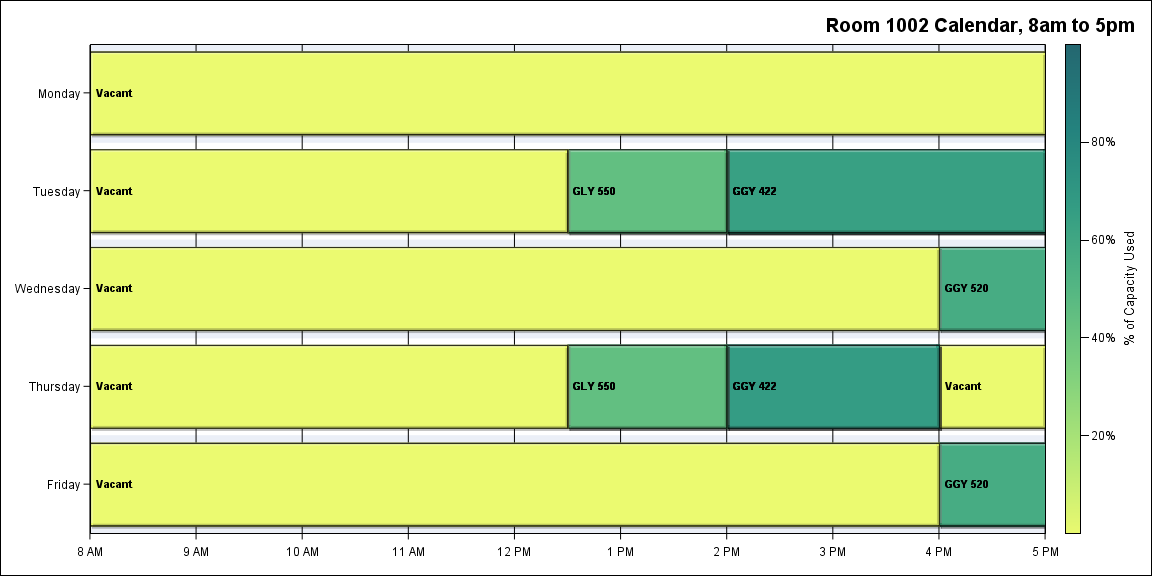 Room 1002 Calendar, 8am to 5pm
Monday
Vacant
80%
Tuesday
Vacant
GLY 550
GGY 422
60%
% of Capacity Used
Wednesday
Vacant
GGY 520
40%
Thursday
Vacant
GLY 550
GGY 422
Vacant
20%
Friday
Vacant
GGY 520
8 AM
9 AM
10 AM
11 AM
12 PM
1 PM
2 PM
3 PM
4 PM
5 PM